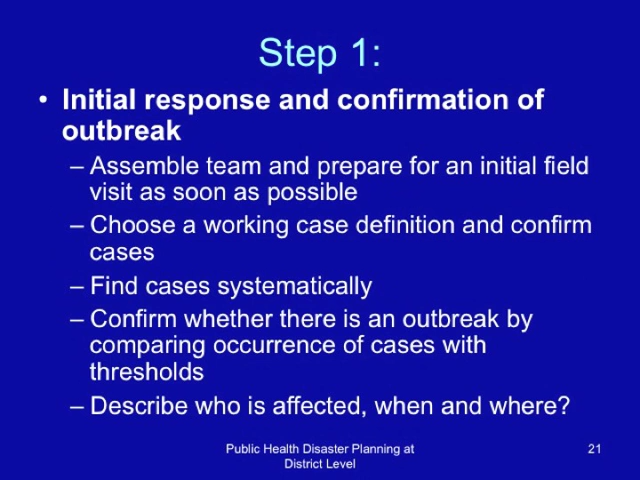 Step 1:
• Initial response and confirmation of
outbreak
– Assemble team and prepare for an initial field
visit as soon as possible
– Choose a working case definition and confirm
cases
– Find cases systematically
– Confirm whether there is an outbreak by
comparing occurrence of cases with
thresholds
– Describe who is affected, when and where?
Public Health Disaster Planning at
District Level
21